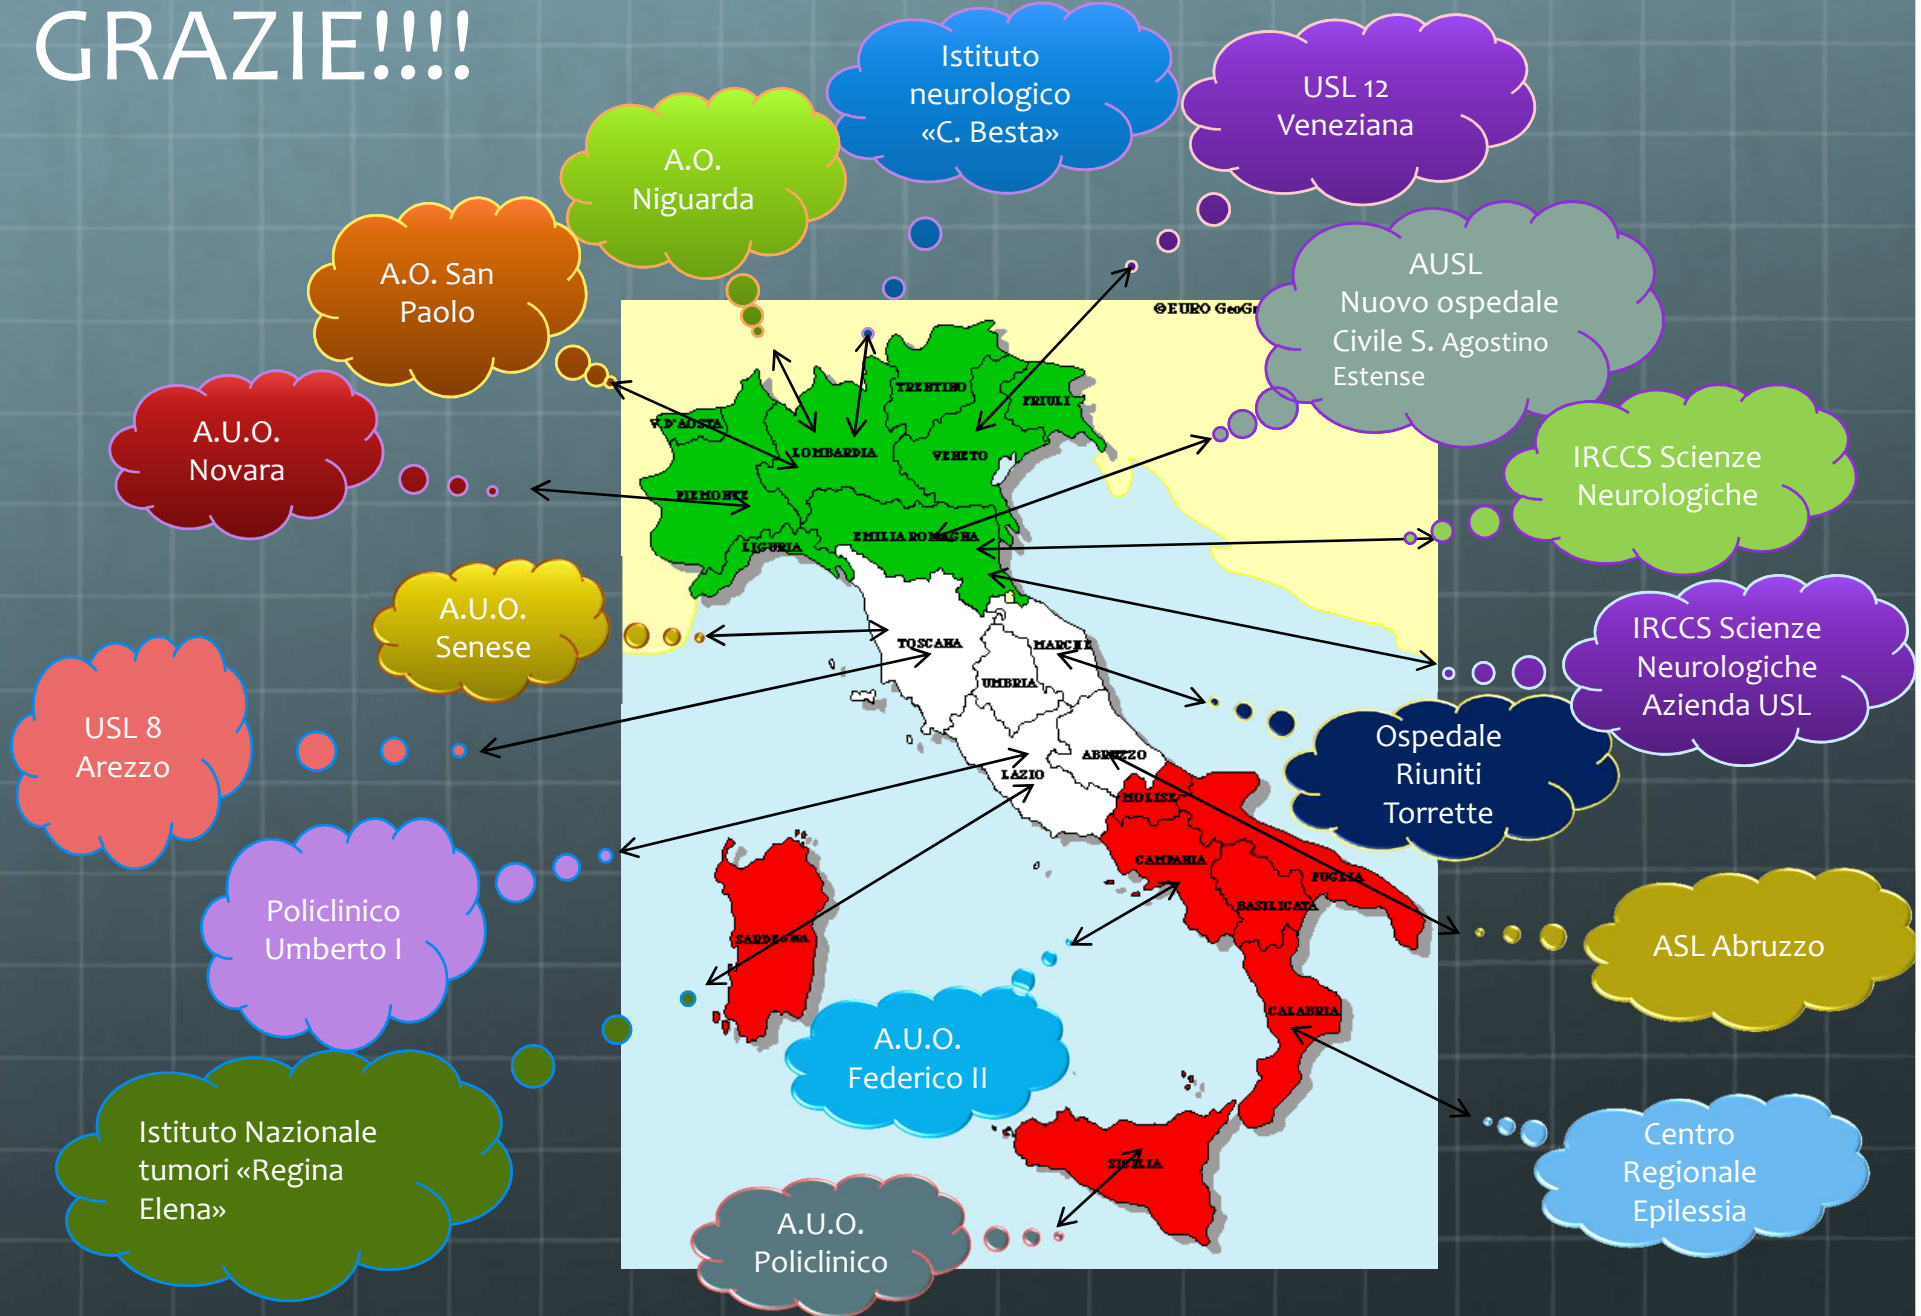 GRAZIE!!!!
Istituto
neurologico
«C. Besta»
USL 12
Veneziana
A.O.
Niguarda
A.O. San
Paolo
AUSL
Nuovo ospedale
Civile S. Agostino
Estense
A.U.O.
Novara
IRCCS Scienze
Neurologiche
A.U.O.
Senese
IRCCS Scienze
Neurologiche
Azienda USL
USL 8
Arezzo
Ospedale
Riuniti
Torrette
Policlinico
Umberto I
ASL Abruzzo
A.U.O.
Federico II
Istituto Nazionale
tumori «Regina
Elena»
Centro
Regionale
Epilessia
A.U.O.
Policlinico
©EURO GeoGr
TRENTINO
FRIULI
V. D'AOSTA
LOMBARDIA
VENETO
PIEMONTE
EMILIA ROMAGNA
LIGURIA
TOSCANA
MARCHE
UMBRIA
ABRUZZO
LAZIO
MOLISE
CAMPANIA
PUGLIA
BASILICATA
SARDEGNA
CALABRIA
SICILIA